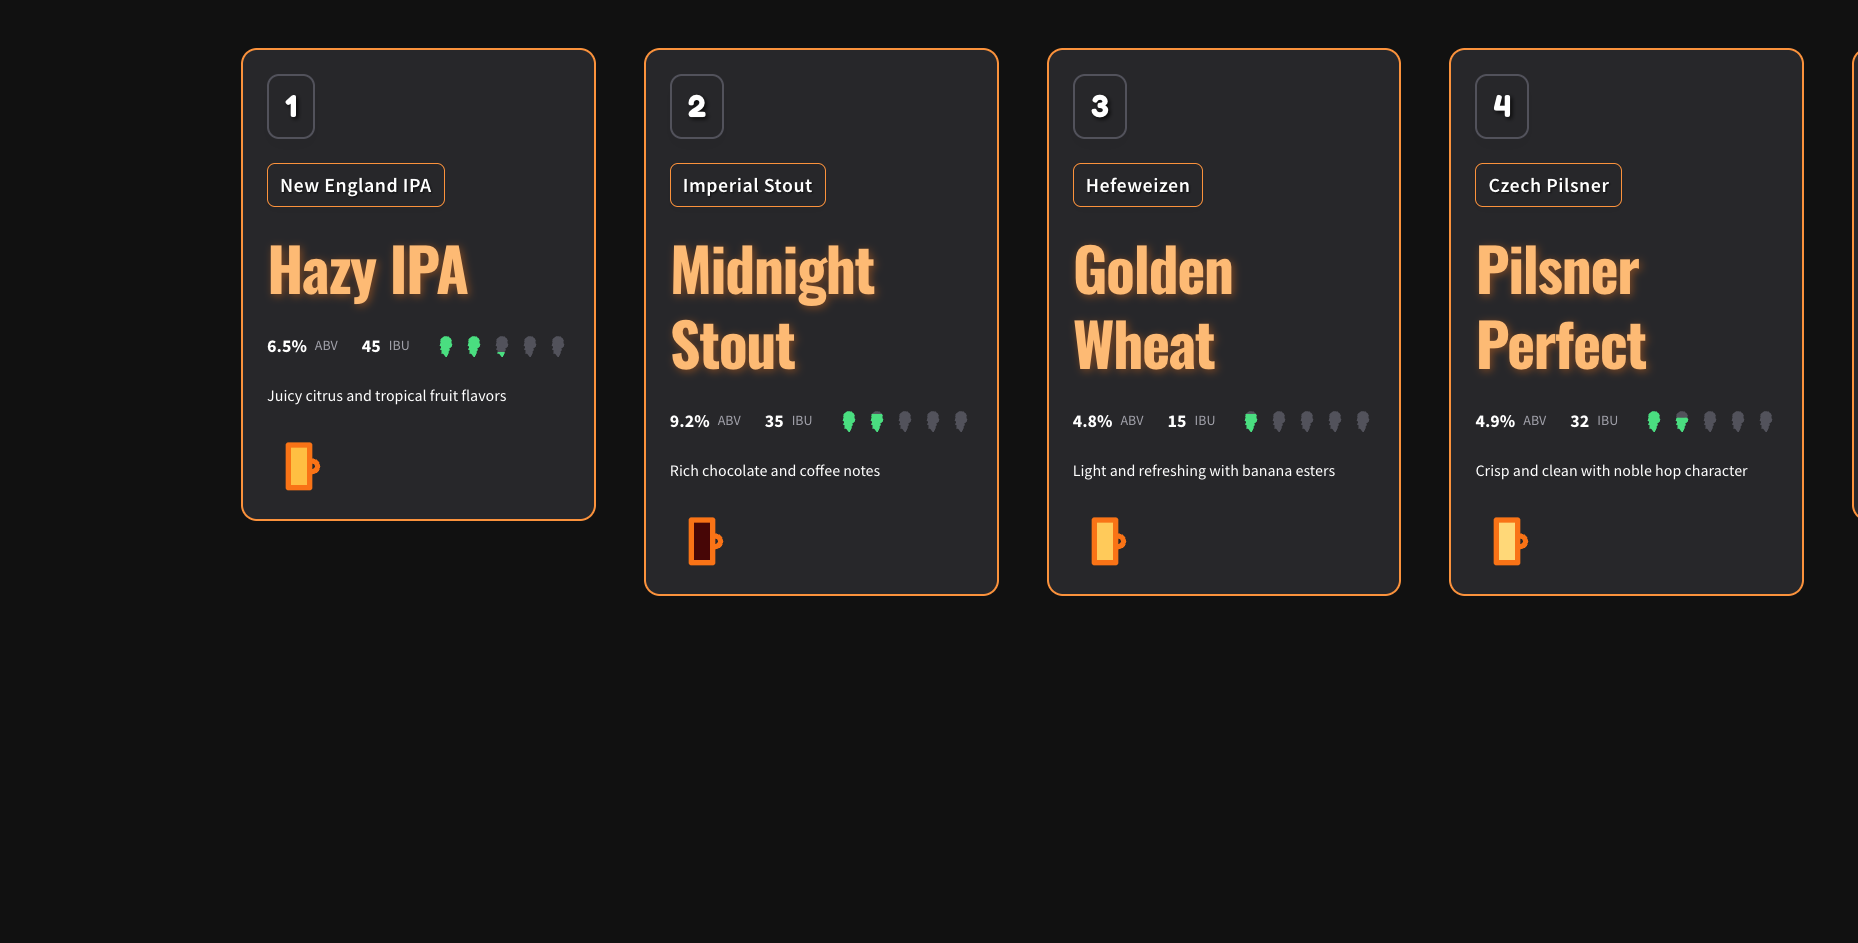 1
New England IPA
Hazy IPA
6.5% ABV 45 IBU
Juicy citrus and tropical fruit flavors
2
Imperial Stout
Midnight
Stout
9.2% ABV 35 IBU
Rich chocolate and coffee notes
3
Hefeweizen
Golden
Wheat
4.8% ABV 15 IBU
Light and refreshing with banana esters
4
Czech Pilsner
Pilsner
Perfect
4.9% ABV 32 IBU
Crisp and clean with noble hop character